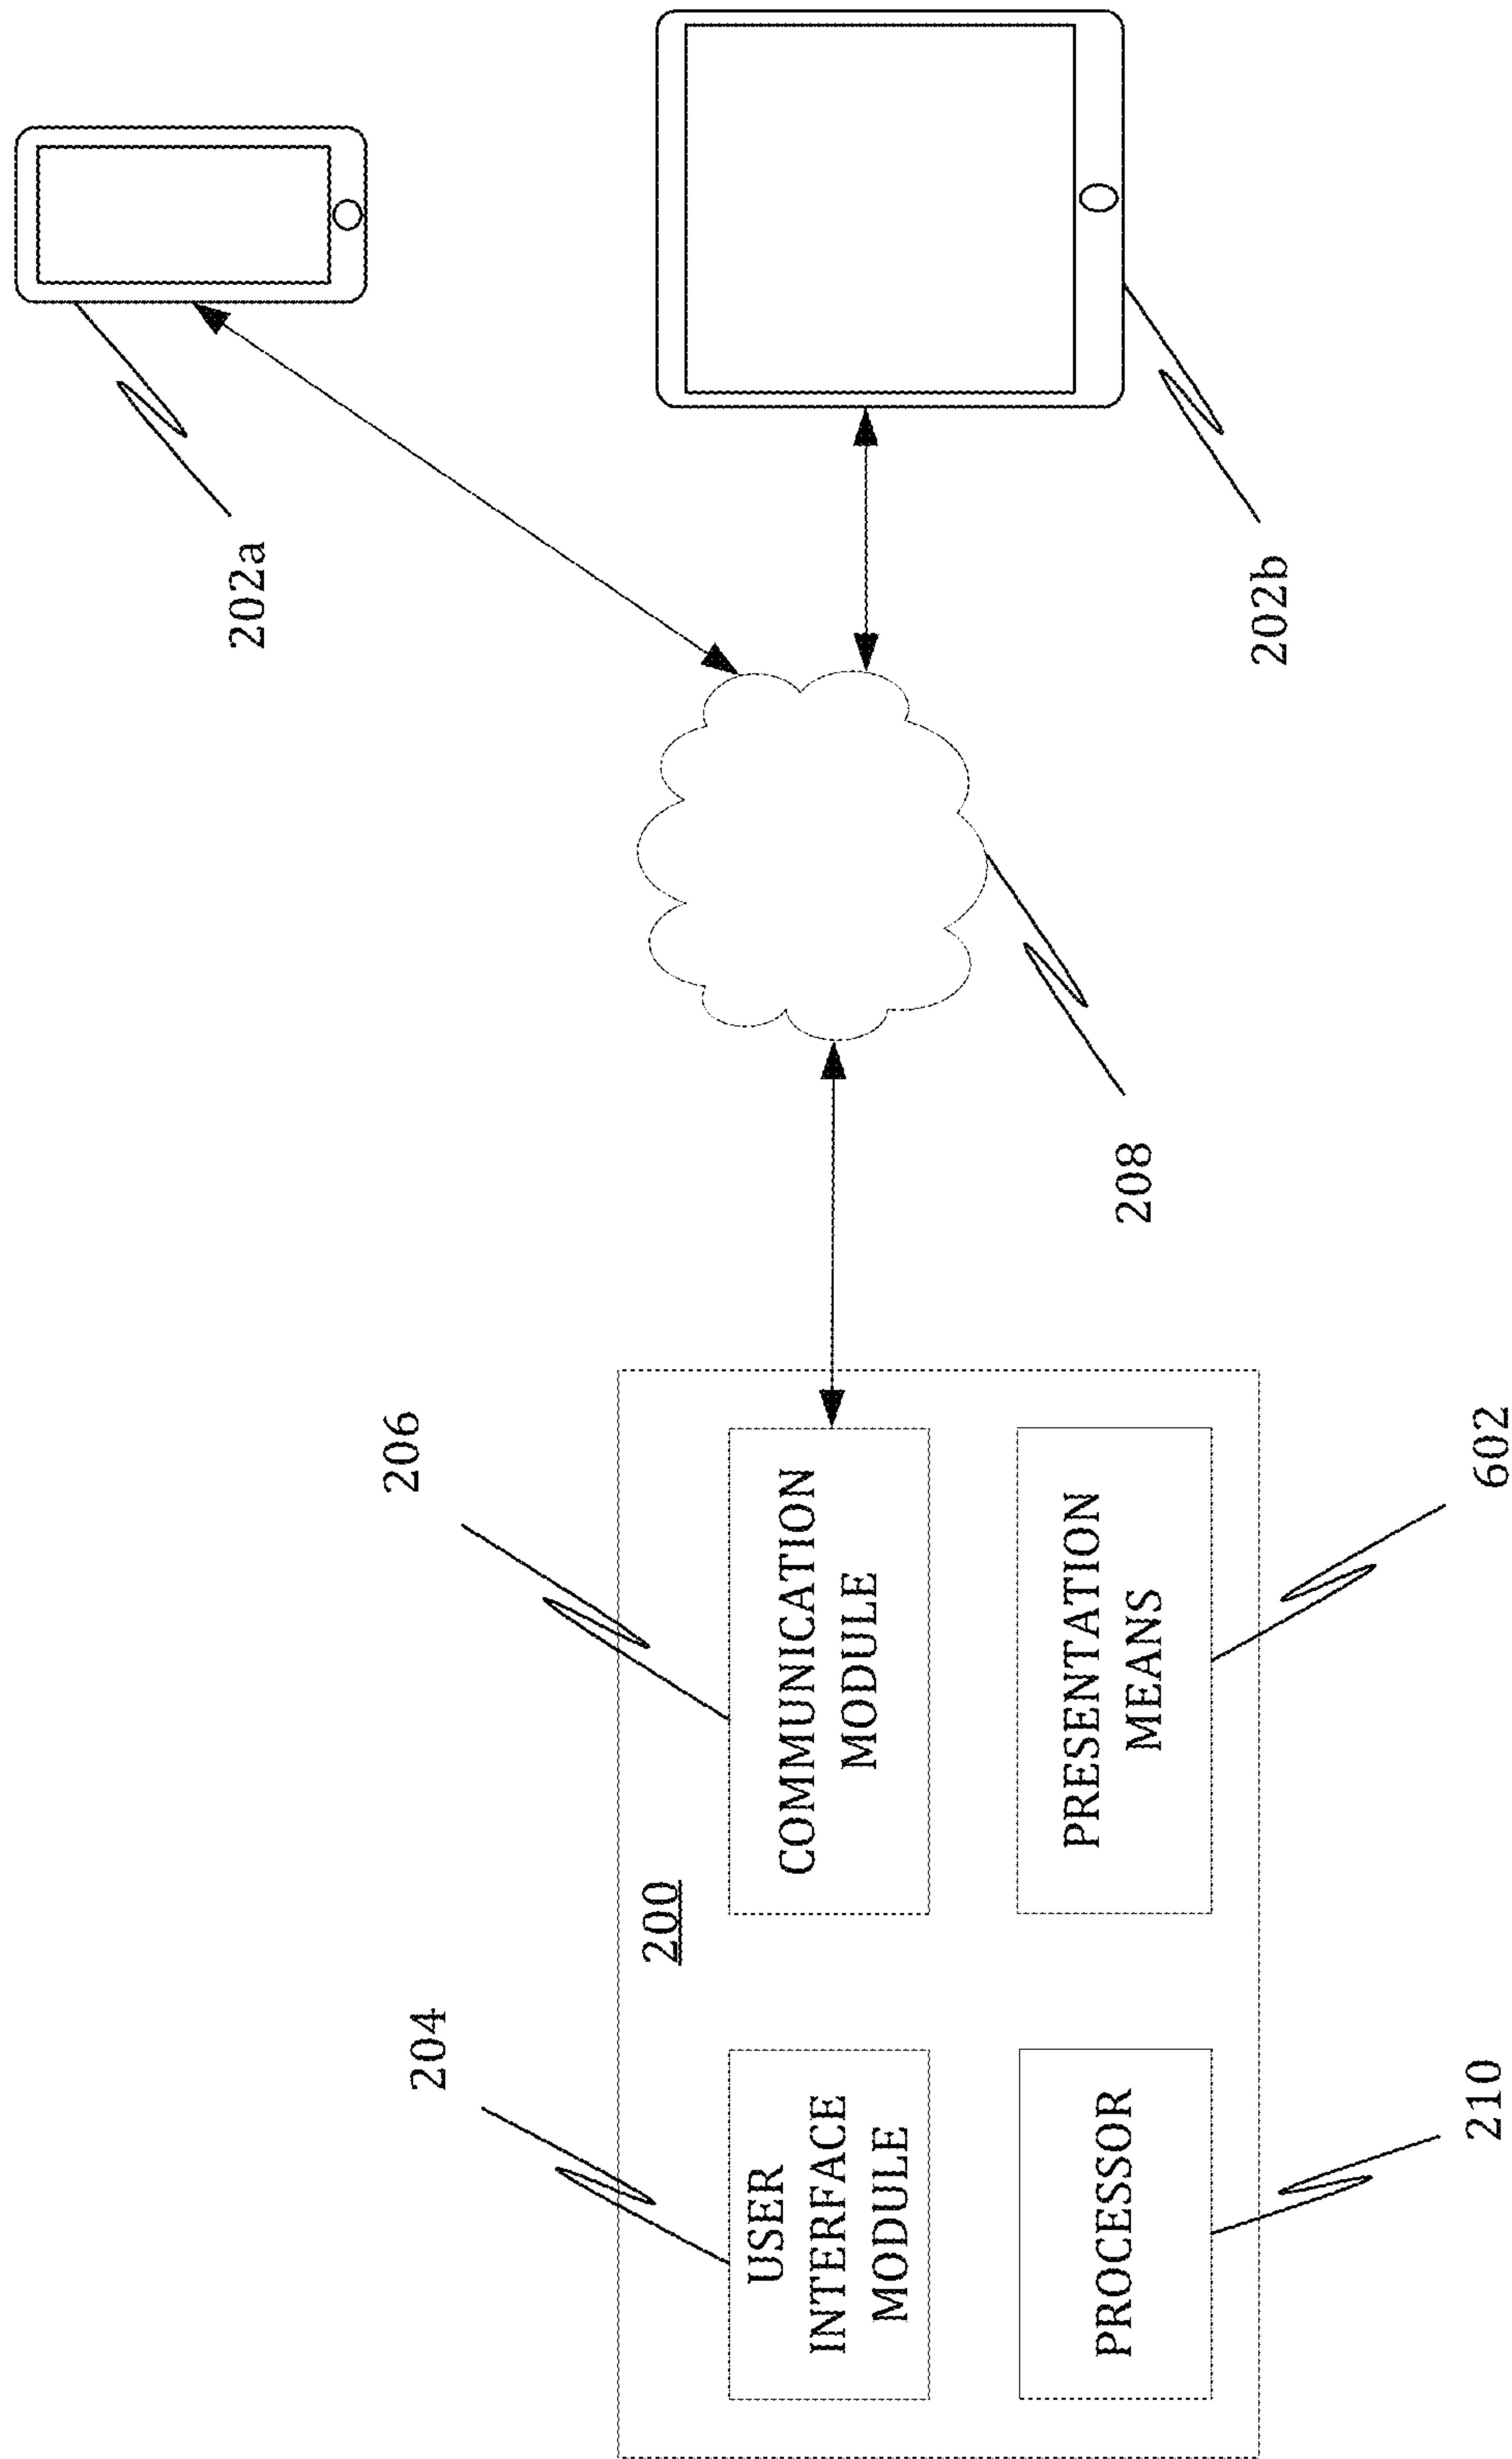 204
206
200
USER
INTERFACE
MODULE
COMMUNICATION
MODULE
PROCESSOR
PRESENTATION
MEANS
210
602
208
202a
202b